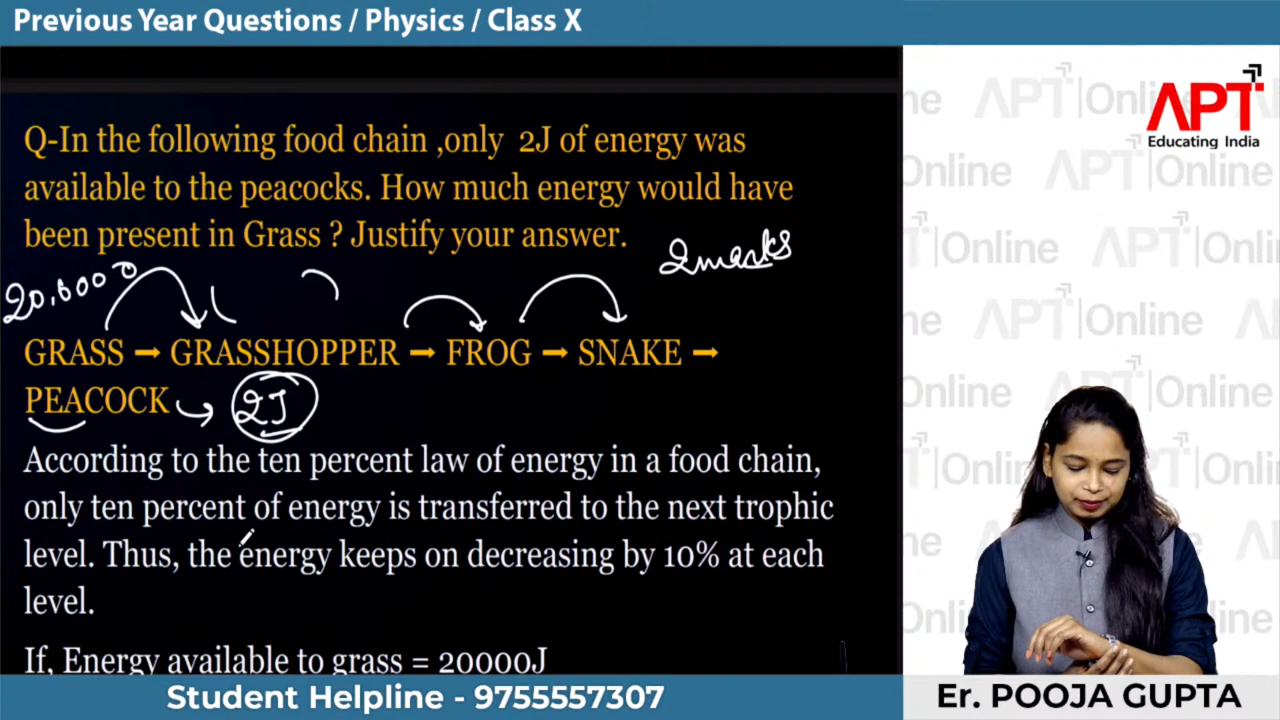 Previous Year Questions / Physics / Class X
APT
Educating India
Q-In the following food chain ,only 2J of energy was
available to the peacocks. How much energy would have
been present in Grass ? Justify your answer.
2marks
20,000
GRASS ➞ GRASSHOPPER ➞ FROG ➞ SNAKE ➞
PEACOCK
2J
According to the ten percent law of energy in a food chain,
only ten percent of energy is transferred to the next trophic
level. Thus, the energy keeps on decreasing by 10% at each
level.
If, Energy available to grass = 20000J
Student Helpline - 9755557307
Er. POOJA GUPTA